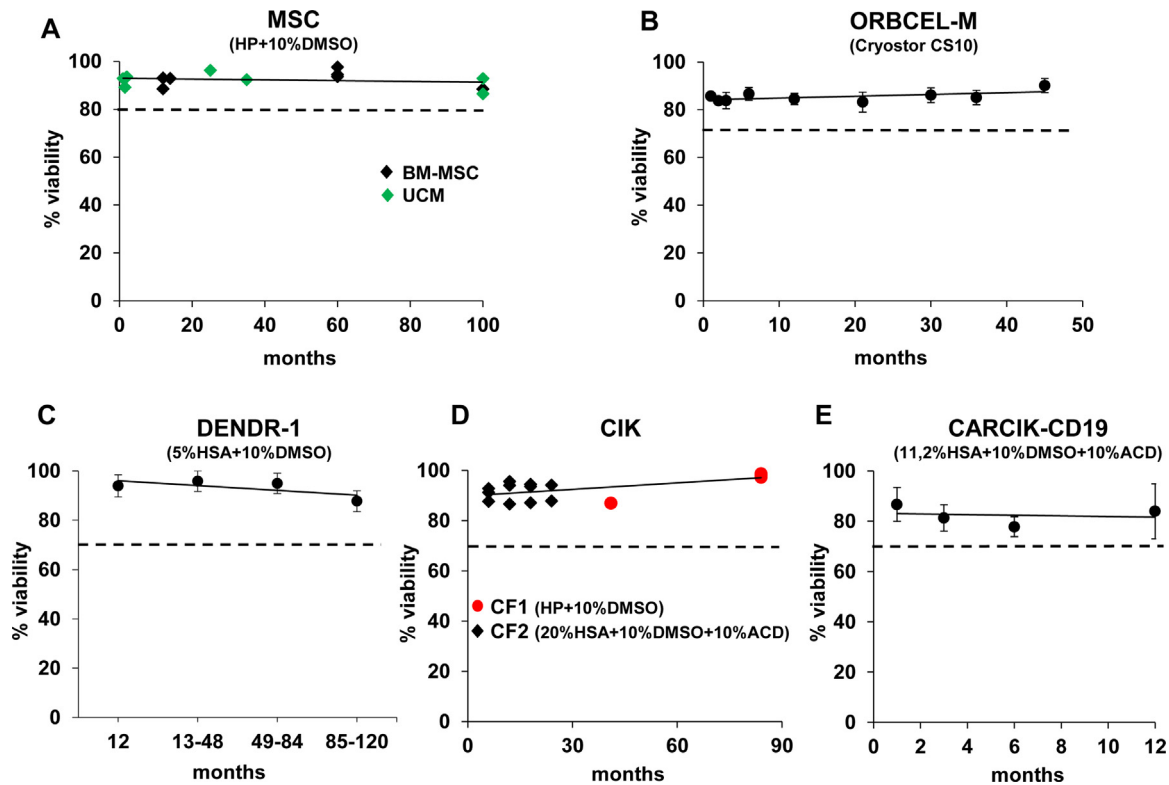 A
MSC
(HP+10%DMSO)
% viability
100
80
60
40
20
0
BM-MSC
UCM
0 20 40 60 80 100
months
B
ORBCEL-M
(Cryostor CS10)
% viability
100
80
60
40
20
0
0 10 20 30 40 50
months
C
DENDR-1
(5%HSA+10%DMSO)
% viability
100
80
60
40
20
0
12 13-48 49-84 85-120
months
D
CIK
% viability
100
80
60
40
20
0
CF1 (HP+10%DMSO)
CF2 (20%HSA+10%DMSO+10%ACD)
0 30 60 90
months
E
CARCIK-CD19
(11,2%HSA+10%DMSO+10%ACD)
% viability
100
80
60
40
20
0
0 2 4 6 8 10 12
months